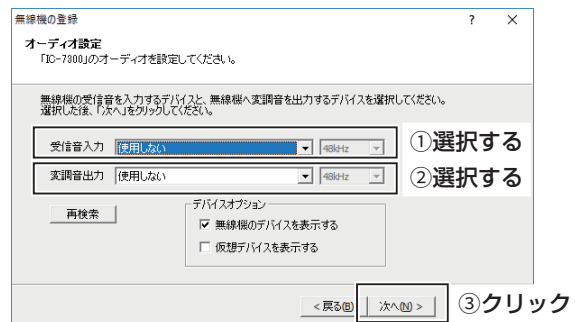 無線機の登録 ? ×
オーディオ設定
「IC-7300」のオーディオを設定してください。
無線機の受信音を入力するデバイスと、無線機へ変調音を出力するデバイスを選択してください。
選択した後、「次へ」をクリックしてください。
受信音入力 使用しない 48kHz ①選択する
変調音出力 使用しない 48kHz ②選択する
再検索
デバイスオプション
無線機のデバイスを表示する
仮想デバイスを表示する
< 戻る(B) 次へ(N) > ③クリック